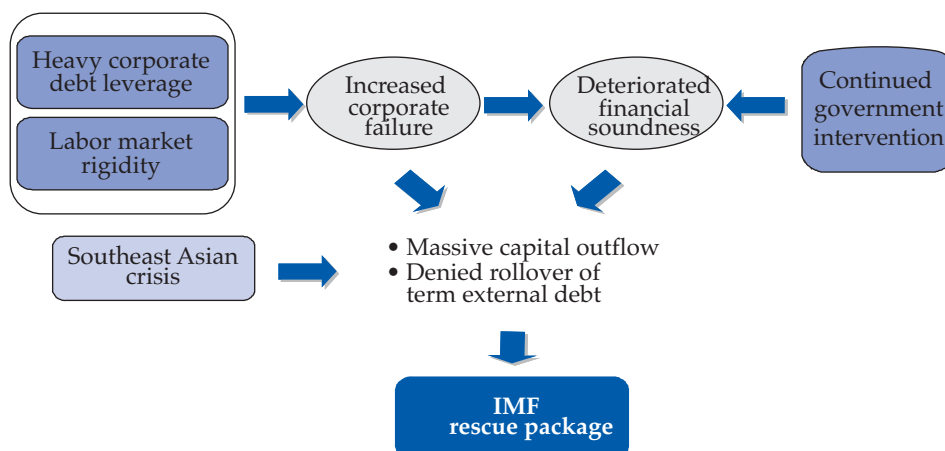 Heavy corporate
debt leverage
Labor market
rigidity
Increased
corporate
failure
Deteriorated
financial
soundness
Continued
government
intervention
Southeast Asian
crisis
• Massive capital outflow
• Denied rollover of
term external debt
IMF
rescue package